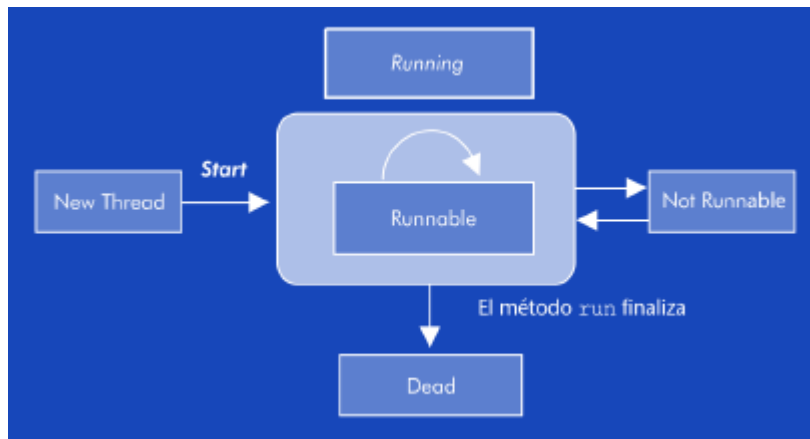 Running
Start
New Thread
Runnable
Not Runnable
El método run finaliza
Dead